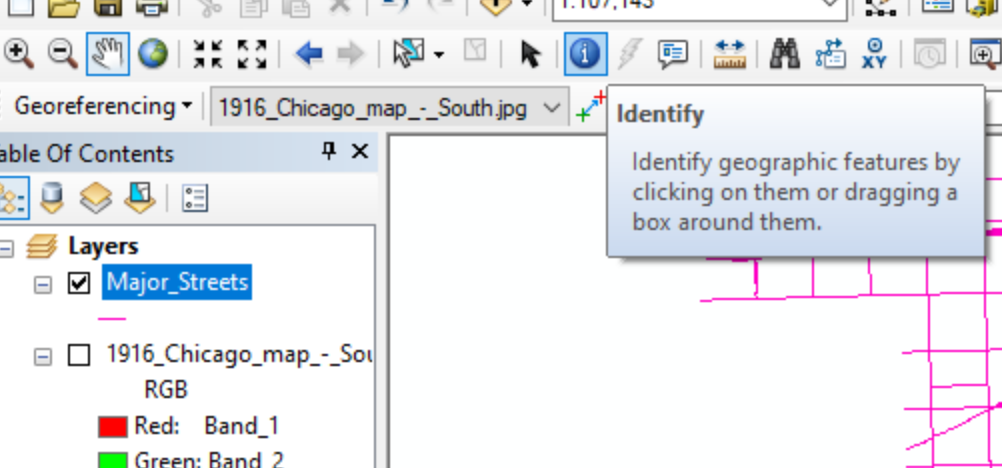 1:107,143
XY
Georeferencing
1916_Chicago_map_-_South.jpg
Identify
Identify geographic features by
clicking on them or dragging a
box around them.
able Of Contents
Layers
Major_Streets
1916_Chicago_map_-_Sou
RGB
Red: Band_1
Green: Band_2